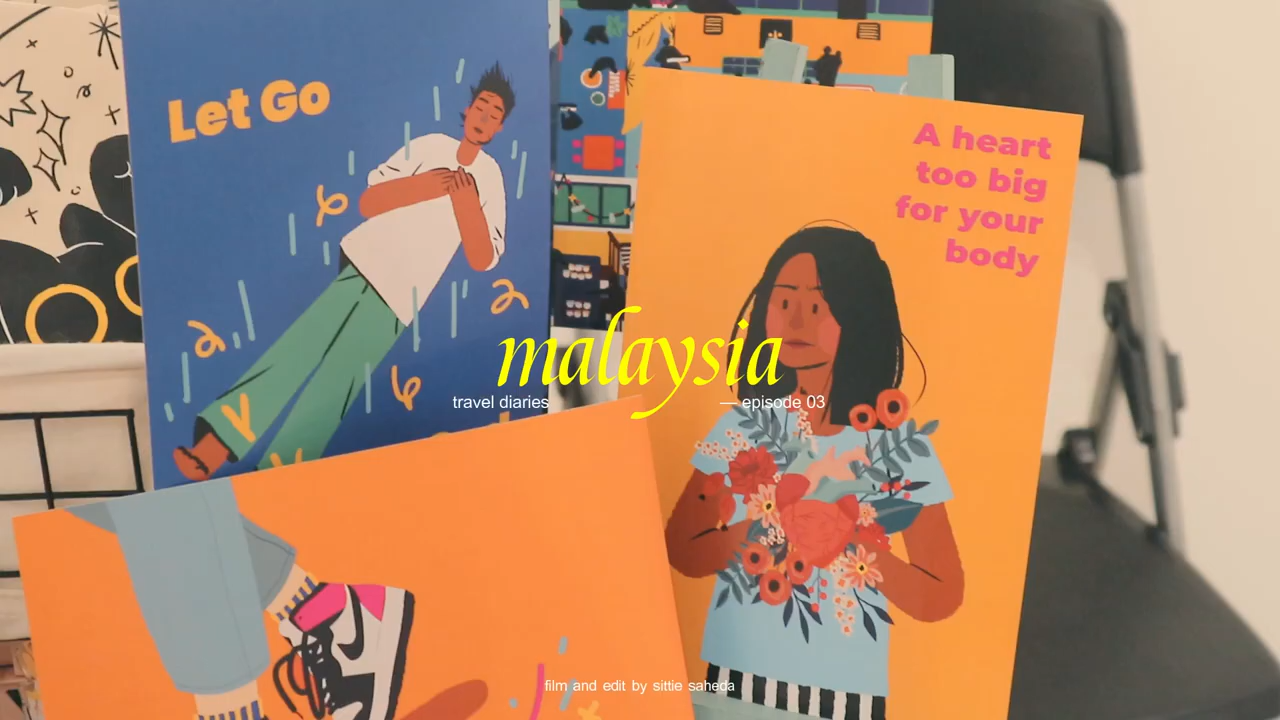 Let Go
A heart
too big
for your
body
malaysia
travel diaries — episode 03
film and edit by sittie saheda